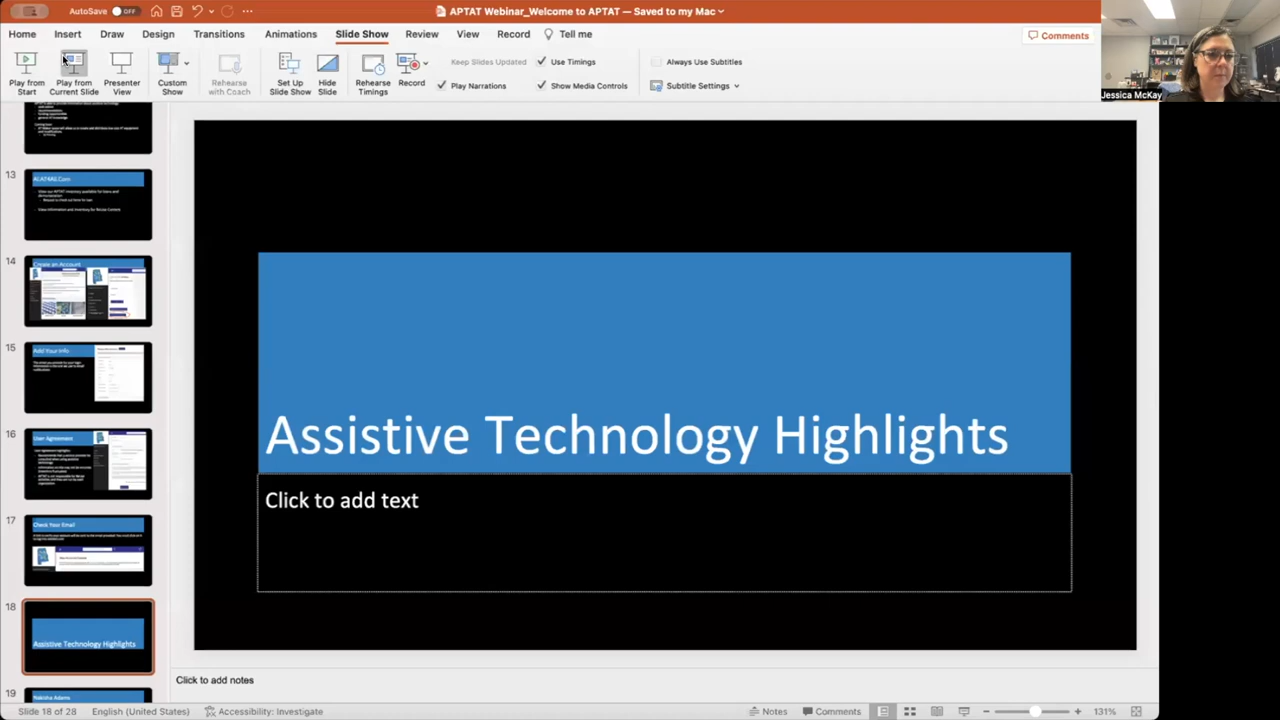 AutoSave OFF
APTAT Webinar_Welcome to APTAT — Saved to my Mac
Home Insert Draw Design Transitions Animations Slide Show Review View Record Tell me
Comments
Play from Start
Play from Current Slide
Presenter View
Custom Show
Rehearse with Coach
Set Up Slide Show
Hide Slide
Rehearse Timings
Record
Keep Slides Updated
Use Timings
Play Narrations
Show Media Controls
Always Use Subtitles
Subtitle Settings
Jessica McKay
13
14
Create an Account
15
Add Your Info
16
User Agreement
17
Check Your Email
18
Assistive Technology Highlights
19
Nakisha Adams
Assistive Technology Highlights
Click to add text
Click to add notes
Slide 18 of 28
English (United States)
Accessibility: Investigate
Notes
Comments
131%